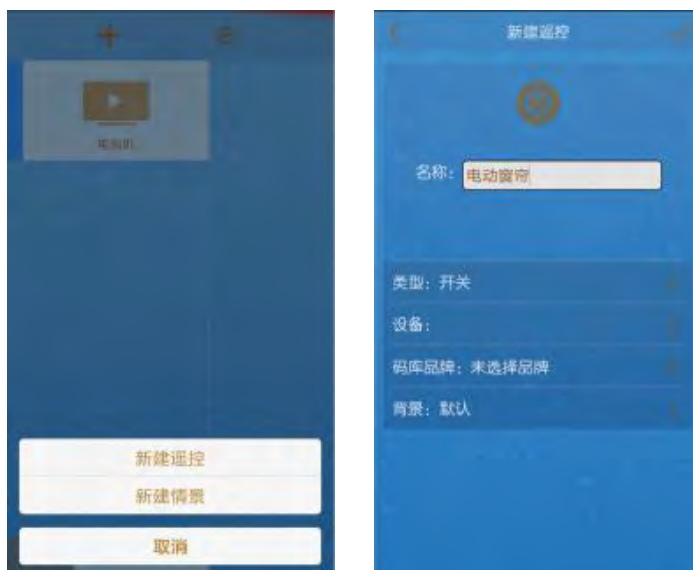 电视机
新建遥控
新建情景
取消
新建遥控
名称：
电动窗帘
类型：开关
设备：
码库品牌：未选择品牌
背景：默认